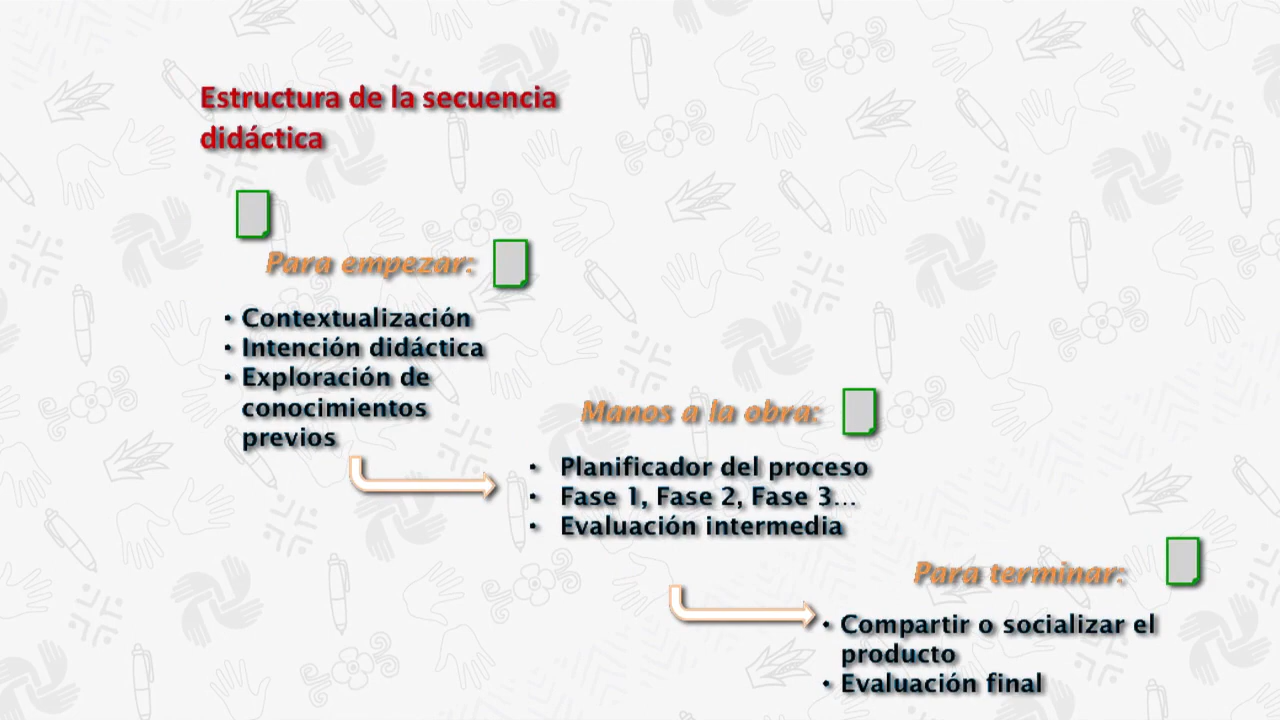 Estructura de la secuencia
didáctica
Para empezar:
• Contextualización
• Intención didáctica
• Exploración de
conocimientos
previos
Manos a la obra:
• Planificador del proceso
• Fase 1, Fase 2, Fase 3...
• Evaluación intermedia
Para terminar:
• Compartir o socializar el
producto
• Evaluación final